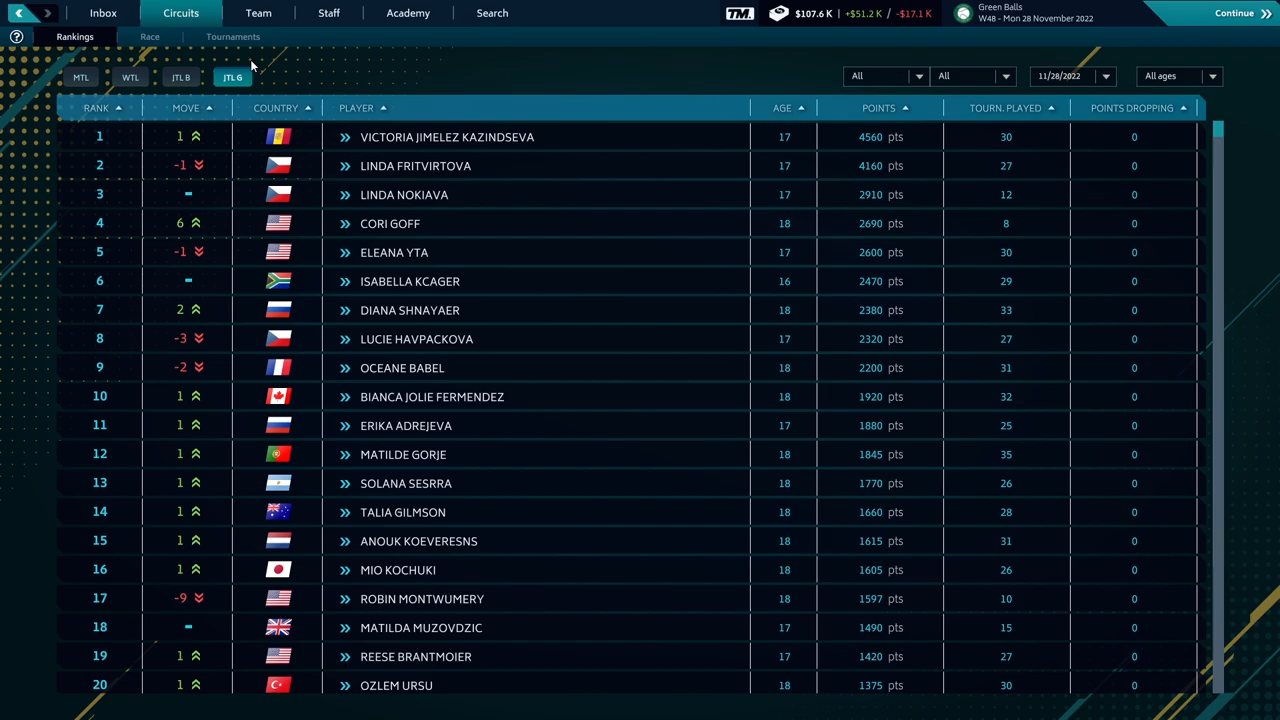 Inbox Circuits Team Staff Academy Search TM. $107.6 K +$51.2 K / -$17.1 K Green Balls Continue
W48 - Mon 28 November 2022
? Rankings Race Tournaments
MTL WTL JTL B JTL G All All 11/28/2022 All ages
RANK MOVE COUNTRY PLAYER AGE POINTS TOURN. PLAYED POINTS DROPPING
1 1 VICTORIA JIMELEZ KAZINDSEVA 17 4560 pts 30 0
2 -1 LINDA FRITVIRTOVA 17 4160 pts 27 0
3 - LINDA NOKIAVA 17 2910 pts 12 0
4 6 CORI GOFF 18 2690 pts 8 0
5 -1 ELEANA YTA 17 2600 pts 30 0
6 - ISABELLA KCAGER 16 2470 pts 29 0
7 2 DIANA SHNAYAER 18 2380 pts 33 0
8 -3 LUCIE HAVPACKOVA 17 2320 pts 27 0
9 -2 OCEANE BABEL 18 2200 pts 31 0
10 1 BIANCA JOLIE FERMENDEZ 18 1920 pts 32 0
11 1 ERIKA ADREJEVA 17 1880 pts 25 0
12 1 MATILDE GORJE 18 1845 pts 35 0
13 1 SOLANA SESRRA 18 1770 pts 26 0
14 1 TALIA GILMSON 18 1660 pts 28 0
15 1 ANOUK KOEVERESNS 18 1615 pts 31 0
16 1 MIO KOCHUKI 18 1605 pts 26 0
17 -9 ROBIN MONTWUMERY 18 1597 pts 10 0
18 - MATILDA MUZOVDZIC 17 1490 pts 15 0
19 1 REESE BRANTMOIER 17 1420 pts 27 0
20 1 OZLEM URSU 18 1375 pts 30 0